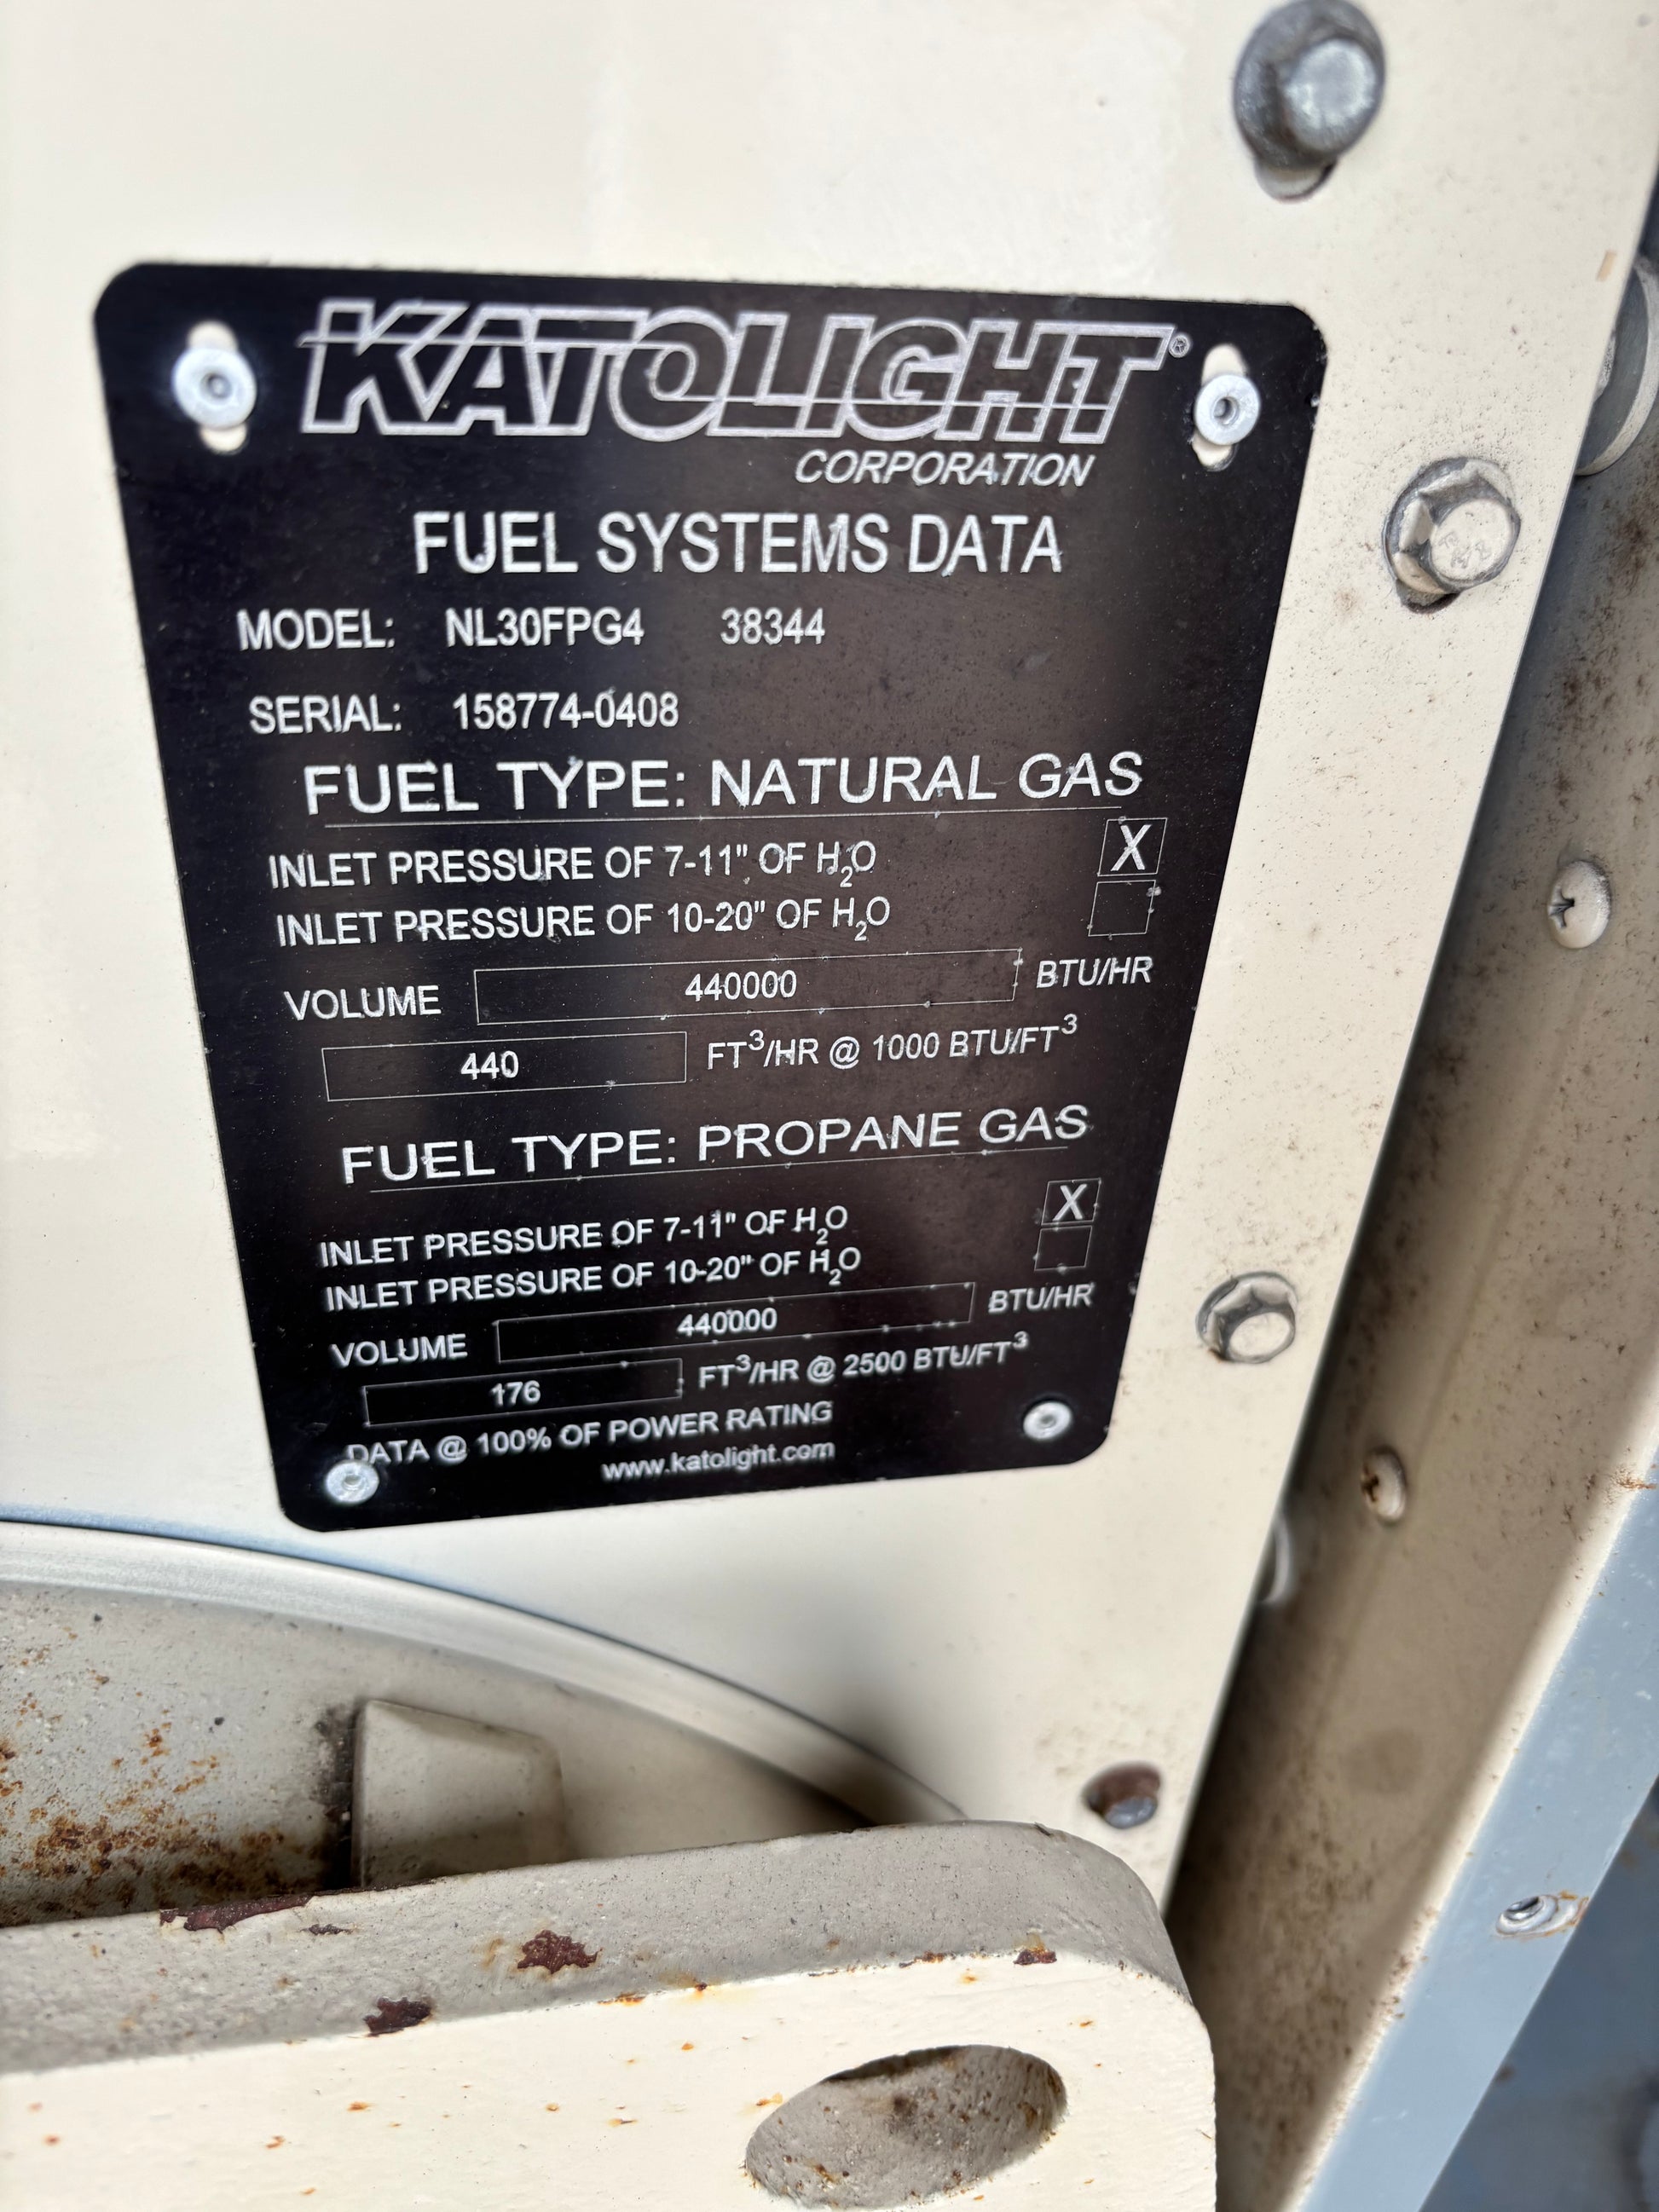 KATOLIGHT®
CORPORATION
FUEL SYSTEMS DATA
MODEL: NL30FPG4 38344
SERIAL: 158774-0408
FUEL TYPE: NATURAL GAS
INLET PRESSURE OF 7-11" OF H₂O X
INLET PRESSURE OF 10-20" OF H₂O
VOLUME 440000 BTU/HR
440 FT³/HR @ 1000 BTU/FT³
FUEL TYPE: PROPANE GAS
INLET PRESSURE OF 7-11" OF H₂O X
INLET PRESSURE OF 10-20" OF H₂O
VOLUME 440000 BTU/HR
176 FT³/HR @ 2500 BTU/FT³
DATA @ 100% OF POWER RATING
www.katolight.com